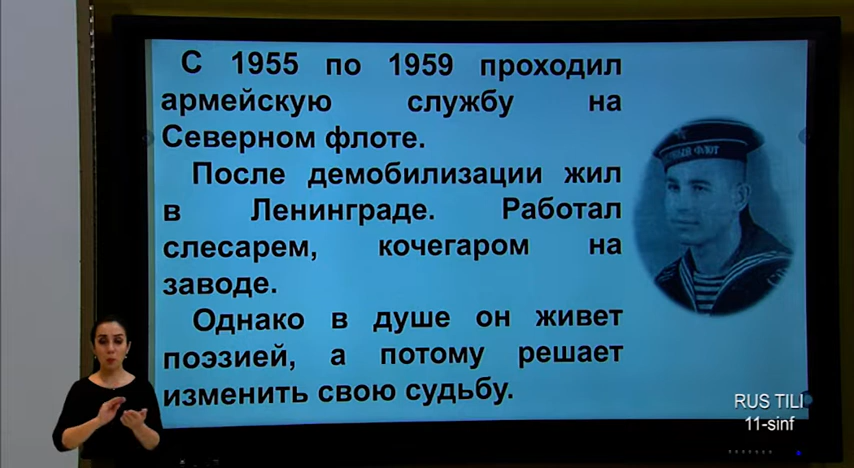 С 1955 по 1959 проходил
армейскую службу на
Северном флоте.
После демобилизации жил
в Ленинграде. Работал
слесарем, кочегаром на
заводе.
Однако в душе он живет
поэзией, а потому решает
изменить свою судьбу.
ФЛОТ
RUS TILI
11-sinf